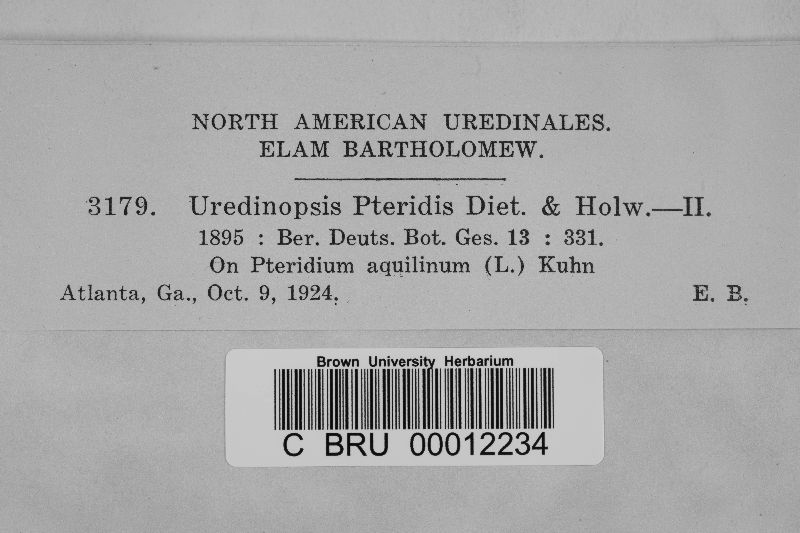 NORTH AMERICAN UREDINALES.
ELAM BARTHOLOMEW.
3179. Uredinopsis Pteridis Diet. & Holw.—II.
1895 : Ber. Deuts. Bot. Ges. 13 : 331.
On Pteridium aquilinum (L.) Kuhn
Atlanta, Ga., Oct. 9, 1924. E. B.
Brown University Herbarium
C BRU 00012234